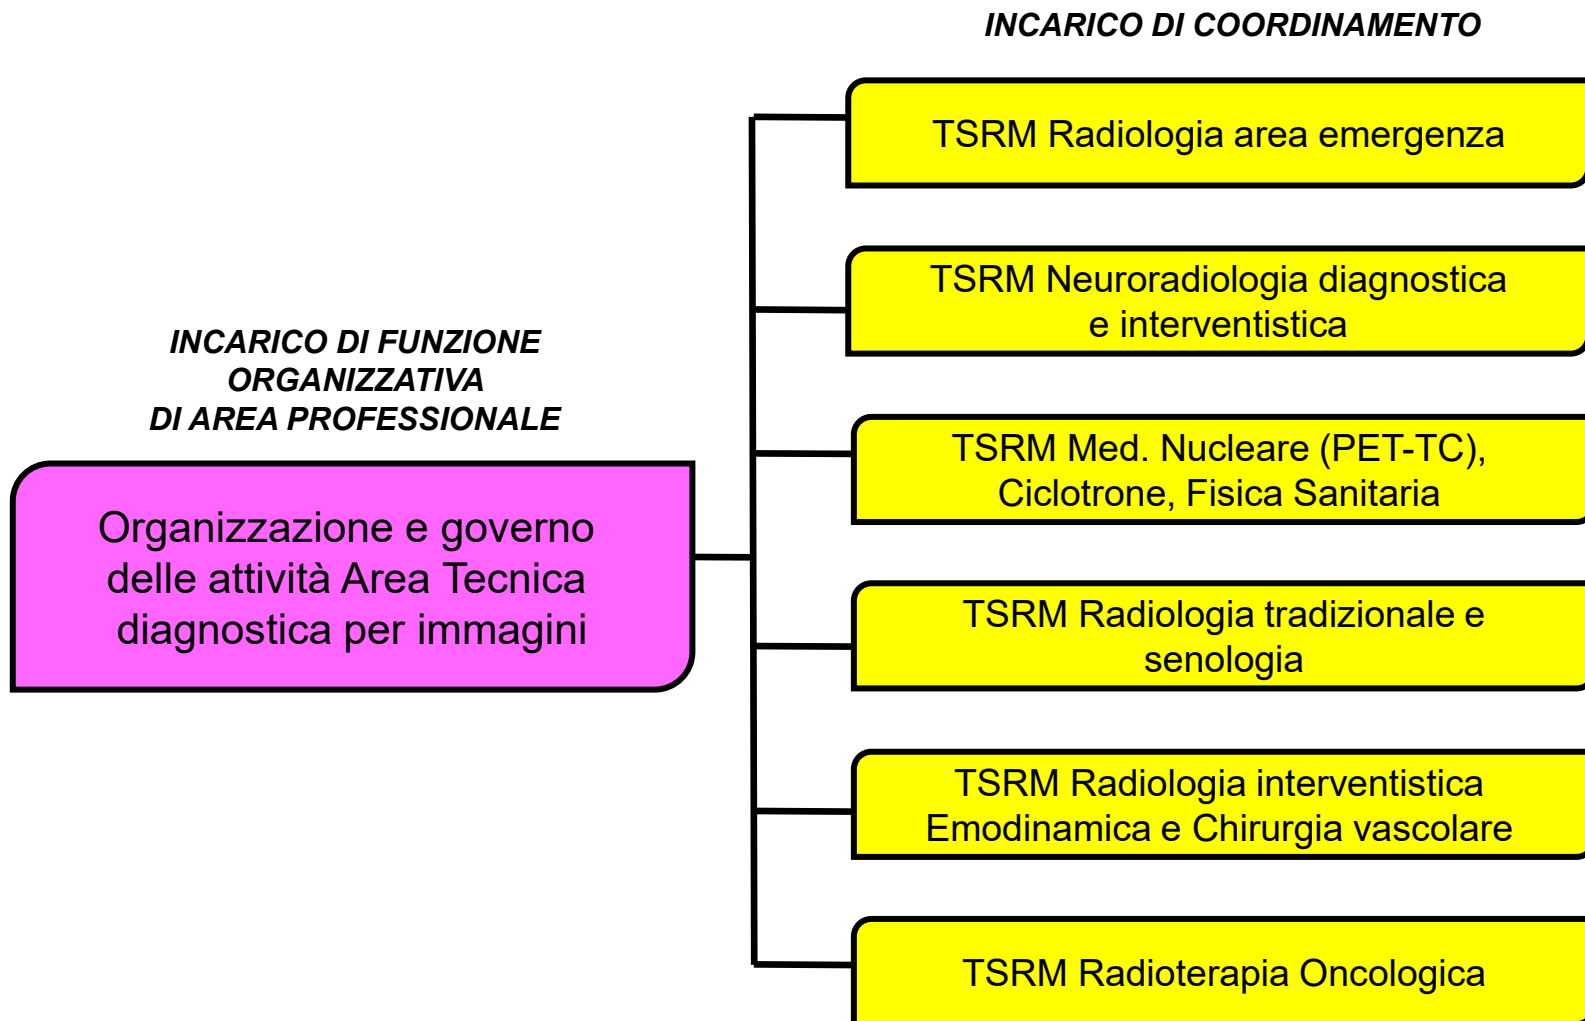 INCARICO DI COORDINAMENTO
TSRM Radiologia area emergenza
TSRM Neuroradiologia diagnostica
e interventistica
INCARICO DI FUNZIONE
ORGANIZZATIVA
DI AREA PROFESSIONALE
TSRM Med. Nucleare (PET-TC),
Ciclotrone, Fisica Sanitaria
Organizzazione e governo
delle attività Area Tecnica
diagnostica per immagini
TSRM Radiologia tradizionale e
senologia
TSRM Radiologia interventistica
Emodinamica e Chirurgia vascolare
TSRM Radioterapia Oncologica